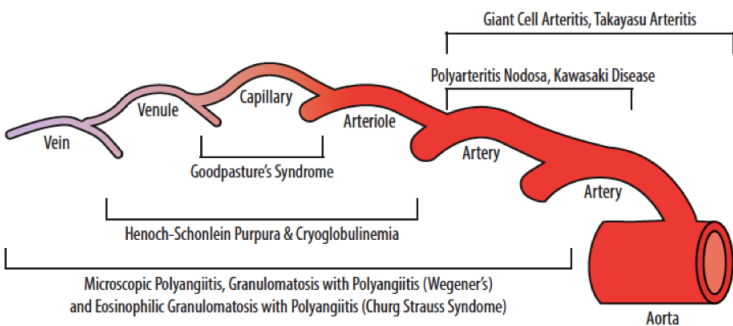 Giant Cell Arteritis, Takayasu Arteritis
Polyarteritis Nodosa, Kawasaki Disease
Capillary
Venule
Arteriole
Vein
Artery
Goodpasture's Syndrome
Artery
Henoch-Schonlein Purpura & Cryoglobulinemia
Microscopic Polyangiitis, Granulomatosis with Polyangiitis (Wegener's)
and Eosinophilic Granulomatosis with Polyangiitis (Churg Strauss Syndome)
Aorta